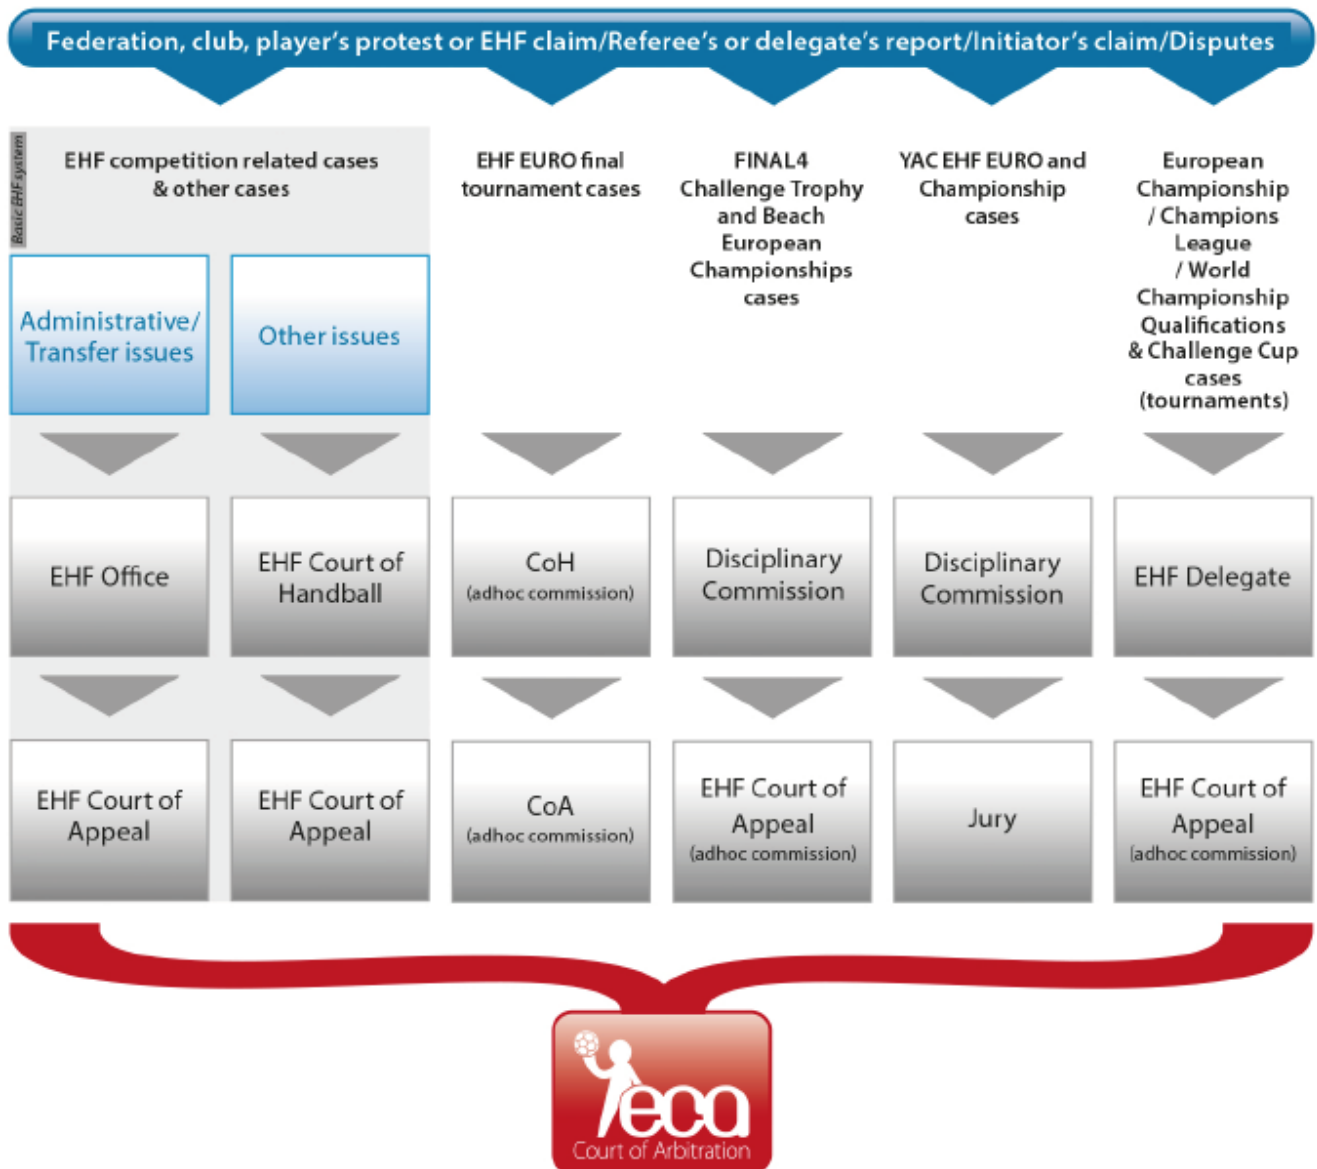 Federation, club, player's protest or EHF claim/Referee's or delegate's report/Initiator's claim/Disputes
Basic EHF system
EHF competition related cases
& other cases
EHF EURO final
tournament cases
FINAL4
Challenge Trophy
and Beach
European
Championships
cases
YAC EHF EURO and
Championship
cases
European
Championship
/ Champions
League
/ World
Championship
Qualifications
& Challenge Cup
cases
(tournaments)
Administrative/
Transfer issues
Other issues
EHF Office
EHF Court of
Handball
CoH
(adhoc commission)
Disciplinary
Commission
Disciplinary
Commission
EHF Delegate
EHF Court of
Appeal
EHF Court of
Appeal
CoA
(adhoc commission)
EHF Court of
Appeal
(adhoc commission)
Jury
EHF Court of
Appeal
(adhoc commission)
eca
Court of Arbitration